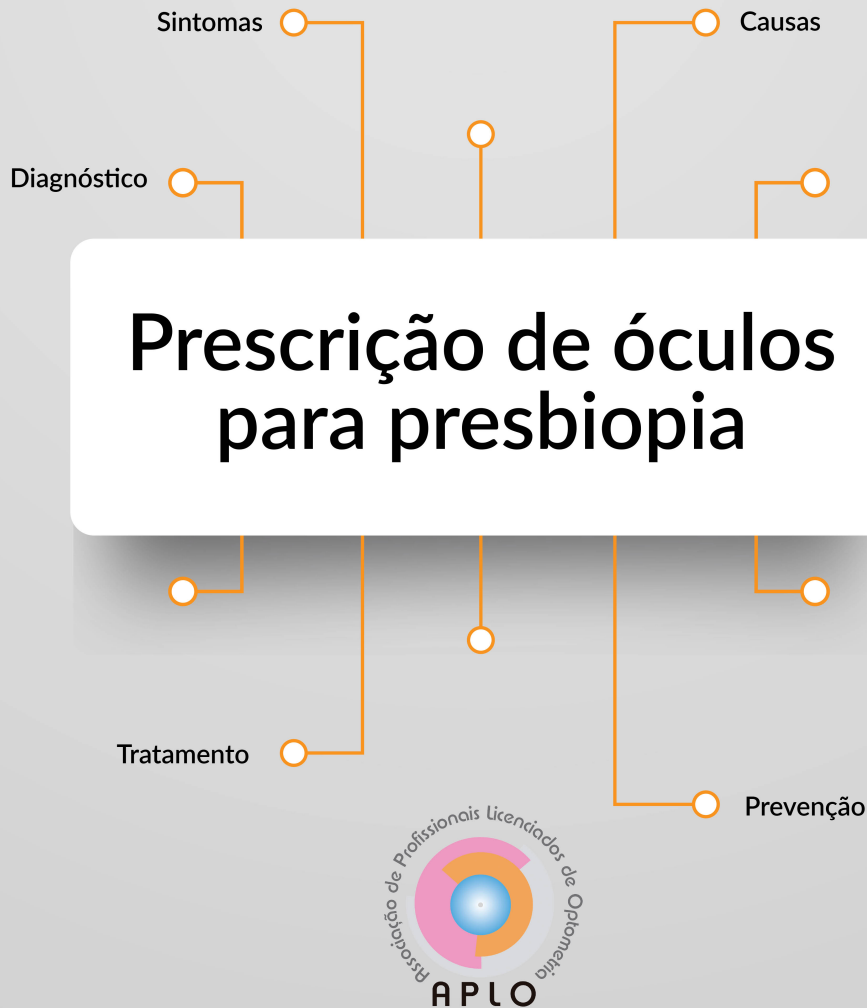 Sintomas
Causas
Diagnóstico
Prescrição de óculos
para presbiopia
Tratamento
Prevenção
Associação de Profissionais Licenciados de Optometria
APLO